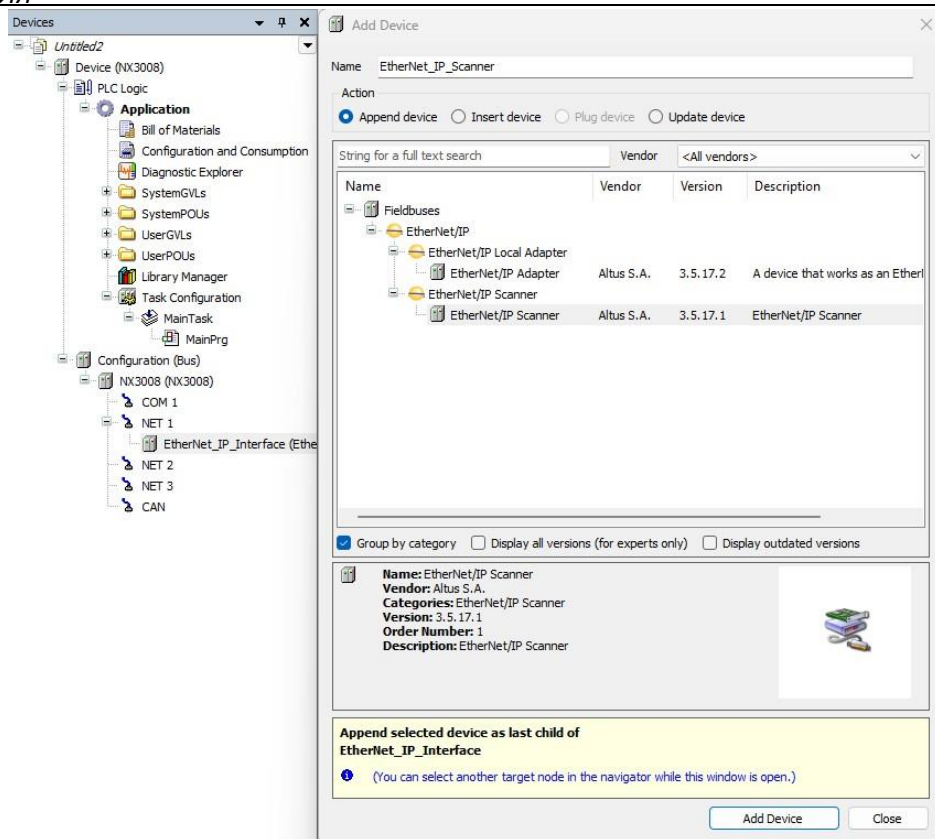 Devices
Untitled2
Device (NX3008)
PLC Logic
Application
Bill of Materials
Configuration and Consumption
Diagnostic Explorer
SystemGVLs
SystemPOUs
UserGVLs
UserPOUs
Library Manager
Task Configuration
MainTask
MainPrg
Configuration (Bus)
NX3008 (NX3008)
COM 1
NET 1
EtherNet_IP_Interface (Ethe
NET 2
NET 3
CAN
Add Device
Name EtherNet_IP_Scanner
Action
Append device Insert device Plug device Update device
String for a full text search Vendor <All vendors>
Name Vendor Version Description
Fieldbuses
EtherNet/IP
EtherNet/IP Local Adapter
EtherNet/IP Adapter Altus S.A. 3.5.17.2 A device that works as an Etherl
EtherNet/IP Scanner
EtherNet/IP Scanner Altus S.A. 3.5.17.1 EtherNet/IP Scanner
Group by category Display all versions (for experts only) Display outdated versions
Name: EtherNet/IP Scanner
Vendor: Altus S.A.
Categories: EtherNet/IP Scanner
Version: 3.5.17.1
Order Number: 1
Description: EtherNet/IP Scanner
Append selected device as last child of
EtherNet_IP_Interface
(You can select another target node in the navigator while this window is open.)
Add Device Close